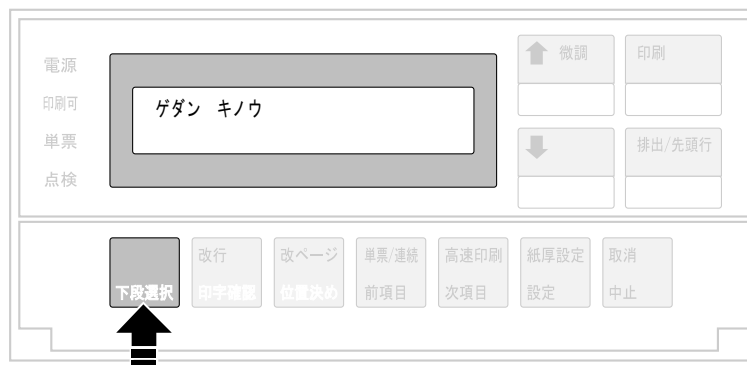 電源
印刷可
単票
点検
ゲダン キノウ
微調
印刷
排出/先頭行
下段選択
改行
印字確認
改ページ
位置決め
単票/連続
前項目
高速印刷
次項目
紙厚設定
設定
取消
中止